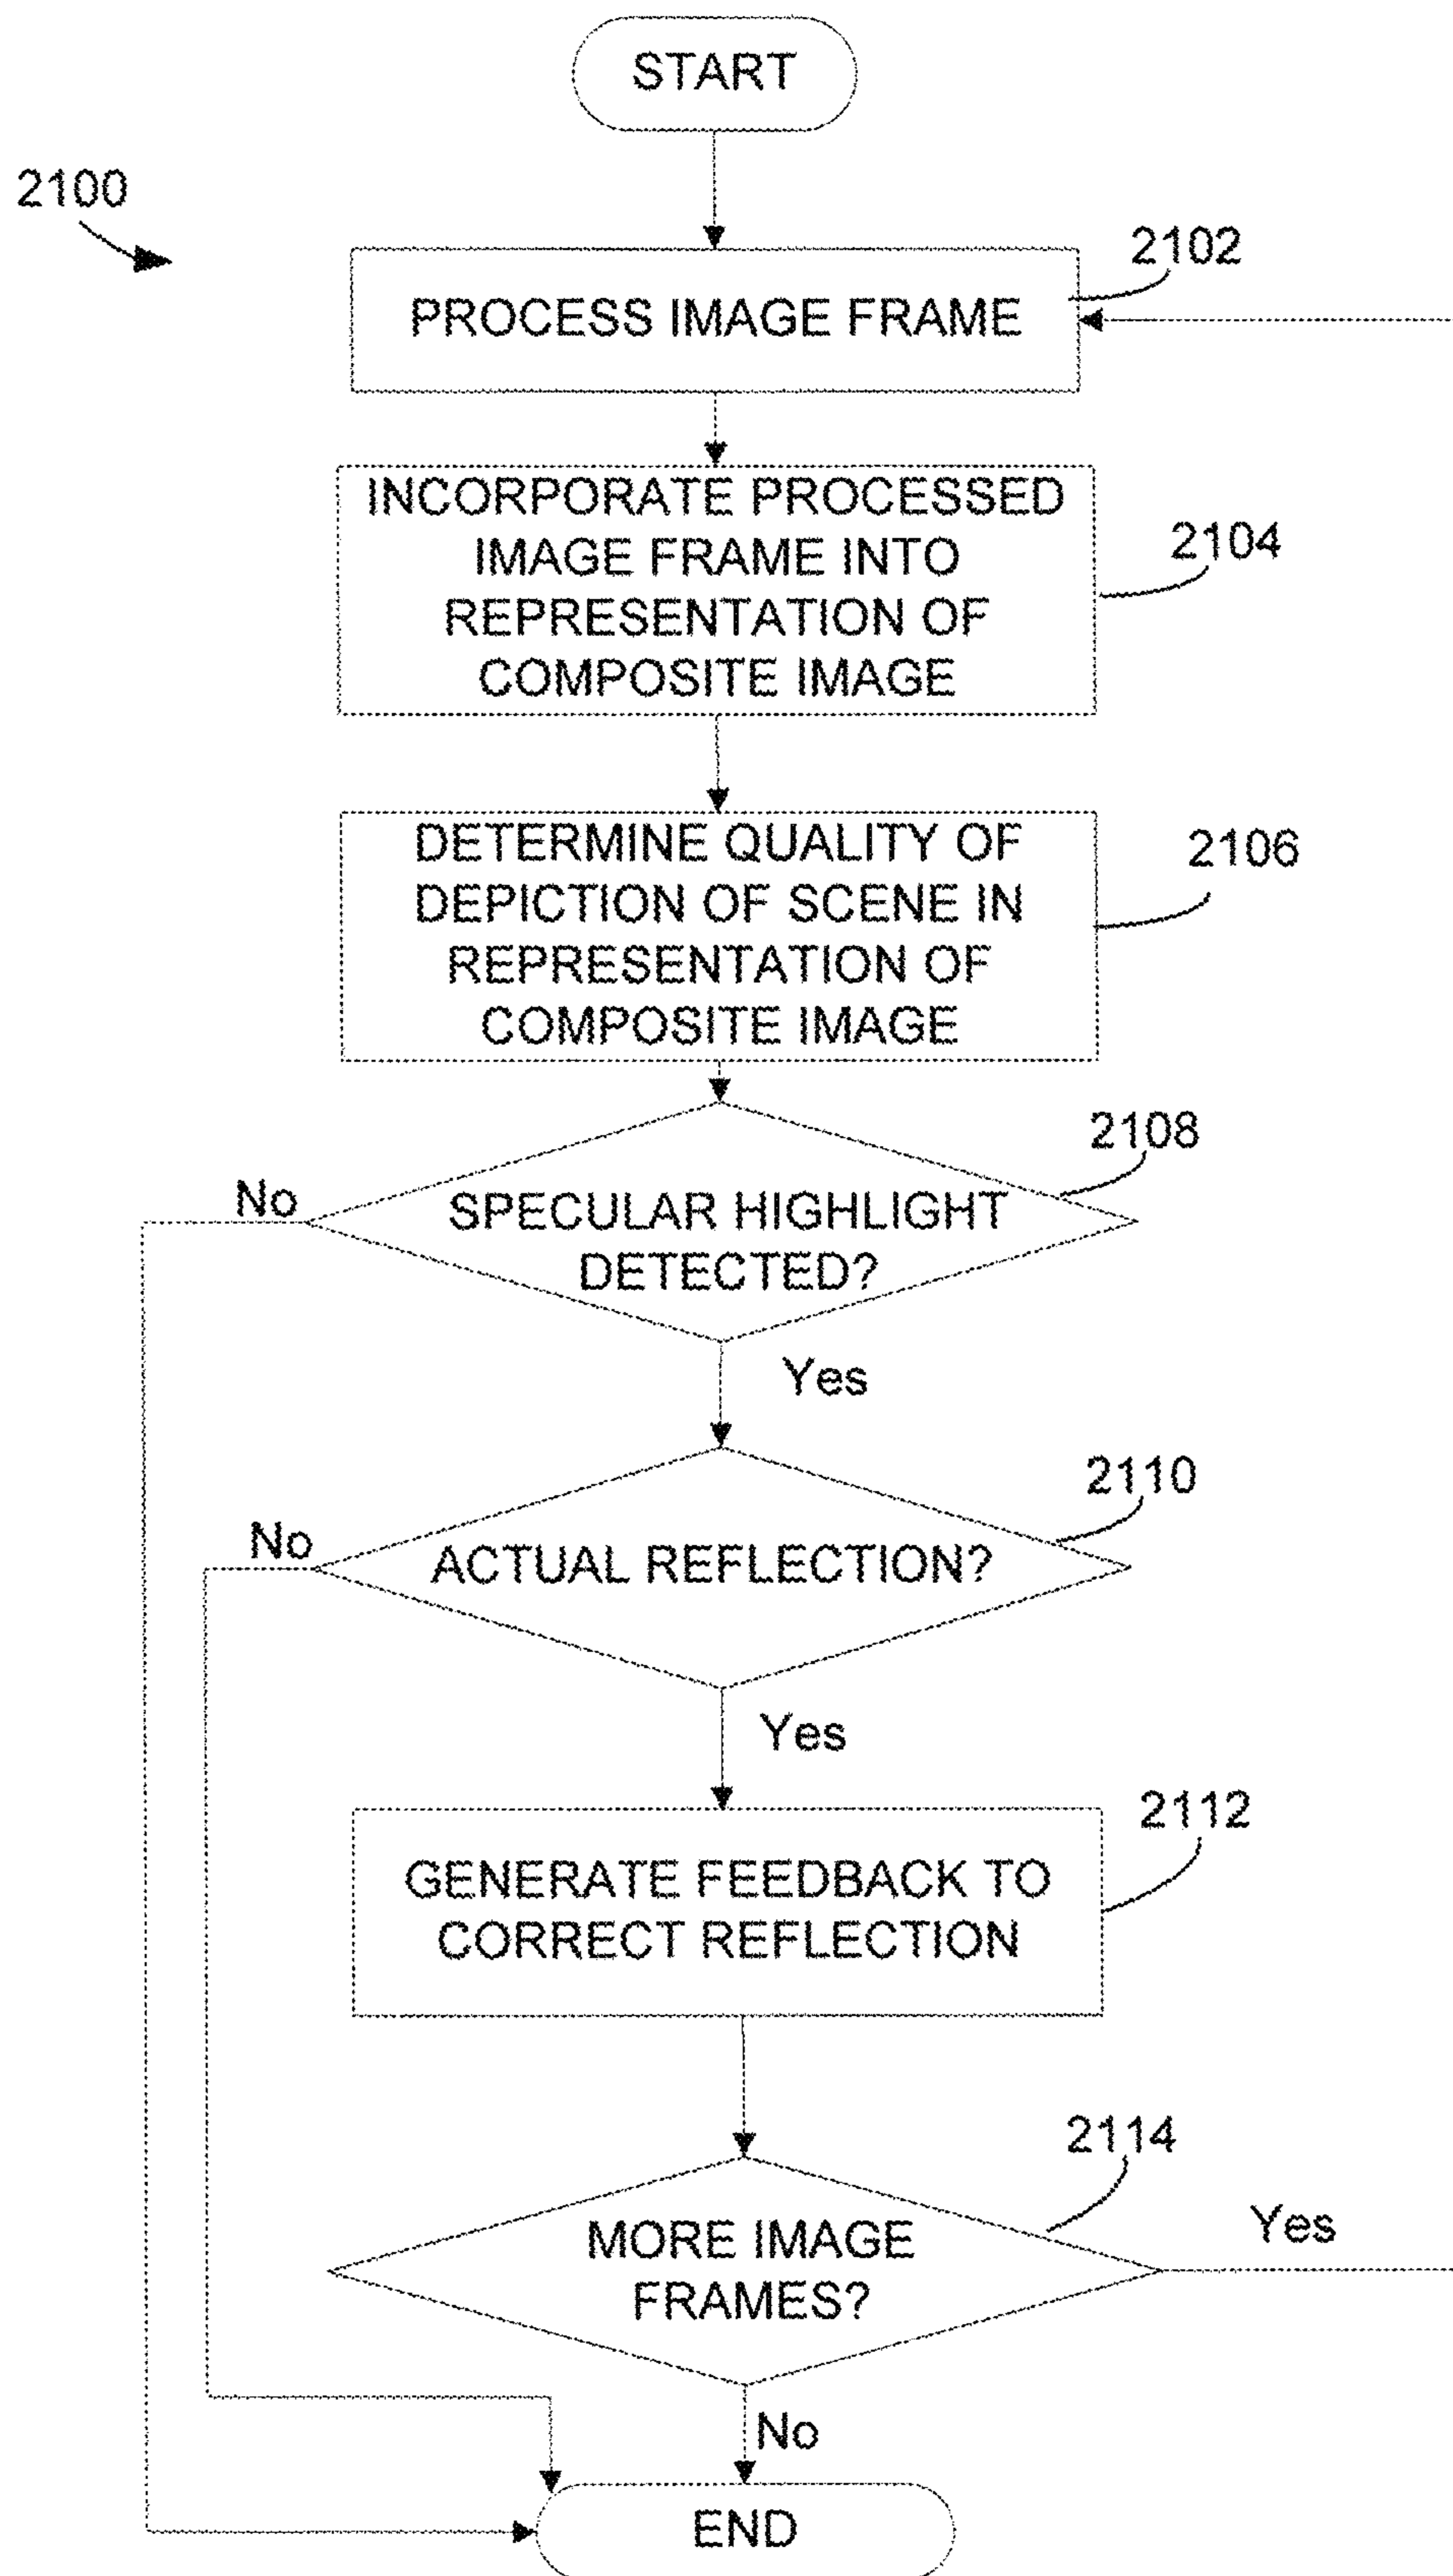 START
2100
2102
PROCESS IMAGE FRAME
INCORPORATE PROCESSED
IMAGE FRAME INTO
REPRESENTATION OF
COMPOSITE IMAGE
2104
DETERMINE QUALITY OF
DEPICTION OF SCENE IN
REPRESENTATION OF
COMPOSITE IMAGE
2106
2108
No
SPECULAR HIGHLIGHT
DETECTED?
Yes
2110
No
ACTUAL REFLECTION?
Yes
2112
GENERATE FEEDBACK TO
CORRECT REFLECTION
2114
MORE IMAGE
FRAMES?
Yes
No
END